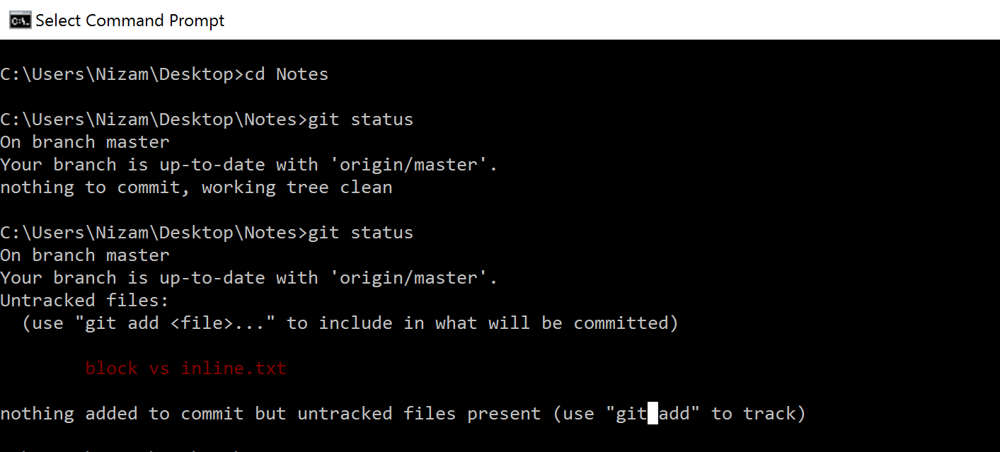 Select Command Prompt
C:\Users\Nizam\Desktop>cd Notes
C:\Users\Nizam\Desktop\Notes>git status
On branch master
Your branch is up-to-date with 'origin/master'.
nothing to commit, working tree clean
C:\Users\Nizam\Desktop\Notes>git status
On branch master
Your branch is up-to-date with 'origin/master'.
Untracked files:
  (use "git add <file>..." to include in what will be committed)
        block vs inline.txt
nothing added to commit but untracked files present (use "git add" to track)